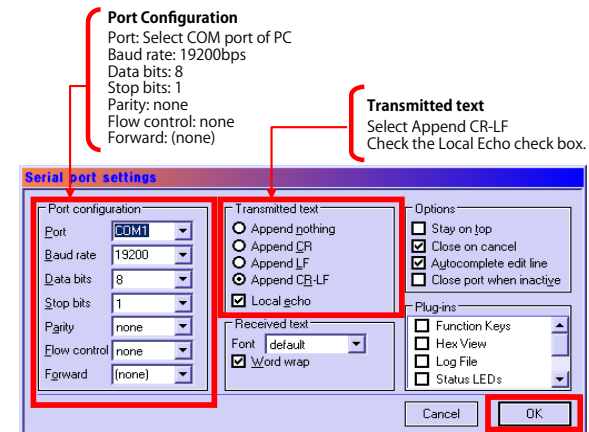 Port Configuration
Port: Select COM port of PC
Baud rate: 19200bps
Data bits: 8
Stop bits: 1
Parity: none
Flow control: none
Forward: (none)
Transmitted text
Select Append CR-LF
Check the Local Echo check box.
Serial port settings
Port configuration
Port COM1
Baud rate 19200
Data bits 8
Stop bits 1
Parity none
Flow control none
Forward (none)
Transmitted text
Append nothing
Append CR
Append LF
Append CR-LF
Local echo
Received text
Font default
Word wrap
Options
Stay on top
Close on cancel
Autocomplete edit line
Close port when inactive
Plug-ins
Function Keys
Hex View
Log File
Status LEDs
Cancel
OK